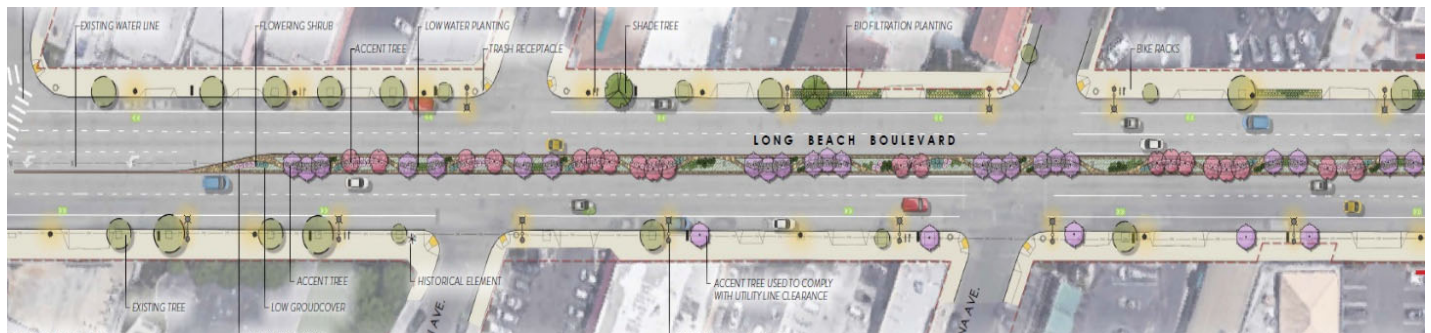 EXISTING WATER LINE
FLOWERING SHRUB
LOW WATER PLANTING
SHADE TREE
BIO FILTRATION PLANTING
ACCENT TREE
TRASH RECEPTACLE
BIKE RACKS
LONG BEACH BOULEVARD
ACCENT TREE
HISTORICAL ELEMENT
ACCENT TREE USED TO COMPLY
WITH UTILITY LINE CLEARANCE
EXISTING TREE
LOW GROUDCOVER
AVE.
NA AVE.